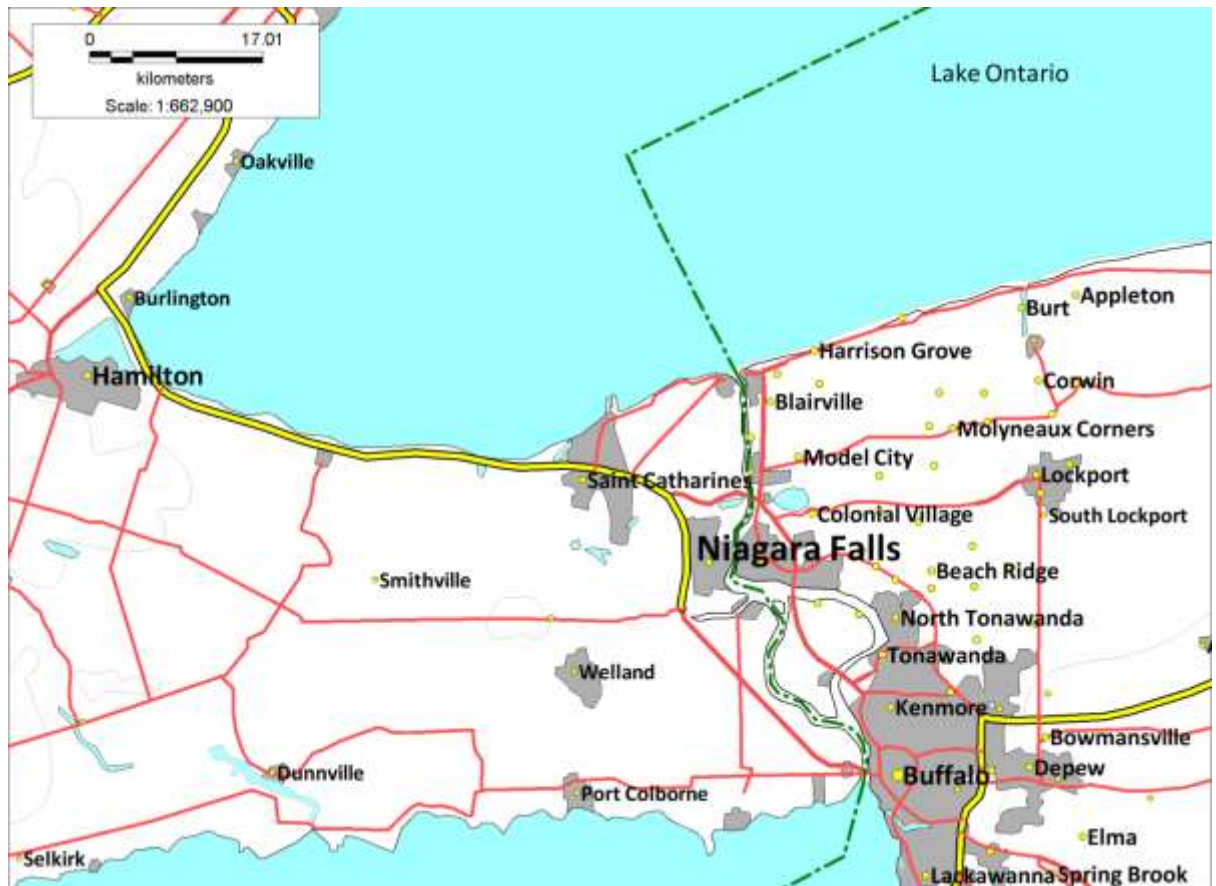 0 17.01
kilometers
Scale: 1:662,900
Lake Ontario
Oakville
Burlington
Appleton
Burt
Harrison Grove
Hamilton
Corwin
Blairville
Molyneaux Corners
Model City
Lockport
Saint Catharines
Colonial Village
South Lockport
Niagara Falls
Beach Ridge
Smithville
North Tonawanda
Tonawanda
Welland
Kenmore
Bowmansville
Dunnville
Buffalo
Depew
Port Colborne
Elma
Selkirk
Lackawanna
Spring Brook